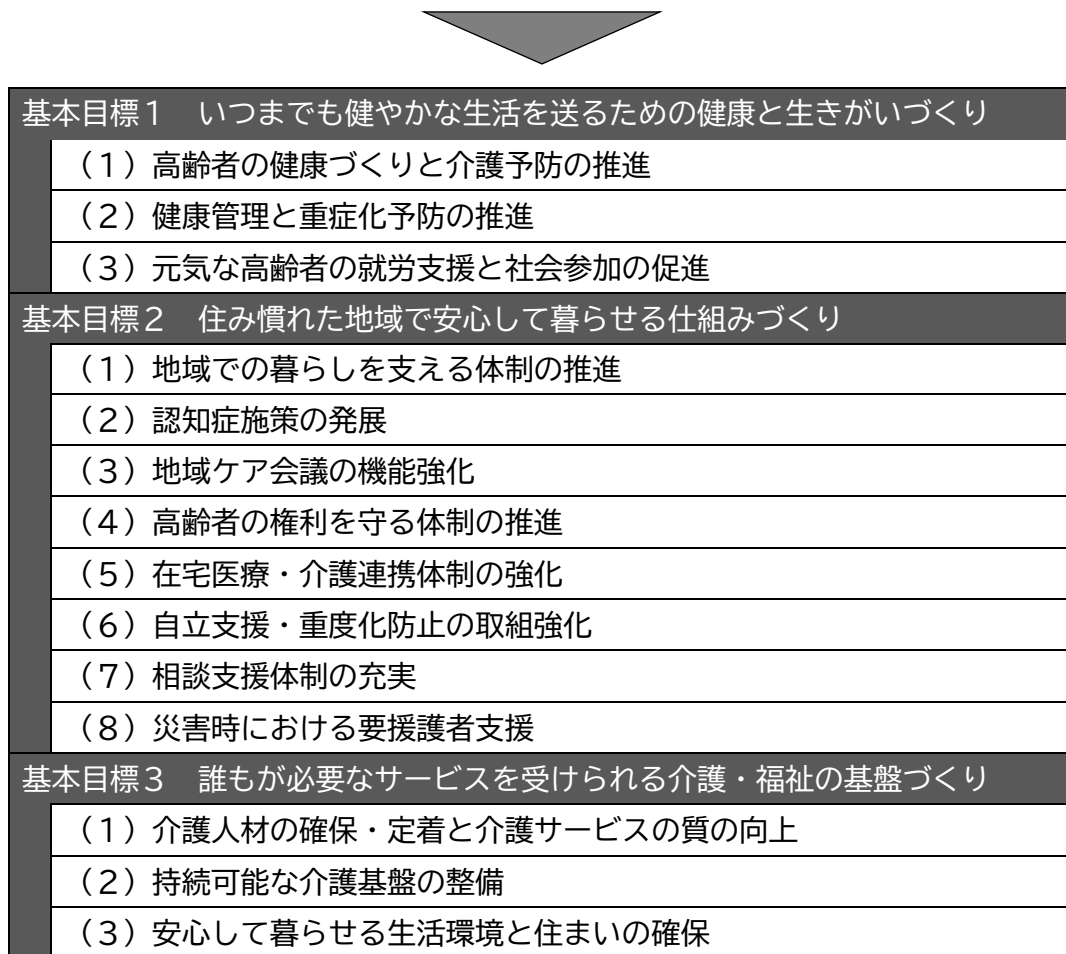 基本目標１　いつまでも健やかな生活を送るための健康と生きがいづくり
（１）高齢者の健康づくりと介護予防の推進
（２）健康管理と重症化予防の推進
（３）元気な高齢者の就労支援と社会参加の促進
基本目標２　住み慣れた地域で安心して暮らせる仕組みづくり
（１）地域での暮らしを支える体制の推進
（２）認知症施策の発展
（３）地域ケア会議の機能強化
（４）高齢者の権利を守る体制の推進
（５）在宅医療・介護連携体制の強化
（６）自立支援・重度化防止の取組強化
（７）相談支援体制の充実
（８）災害時における要援護者支援
基本目標３　誰もが必要なサービスを受けられる介護・福祉の基盤づくり
（１）介護人材の確保・定着と介護サービスの質の向上
（２）持続可能な介護基盤の整備
（３）安心して暮らせる生活環境と住まいの確保